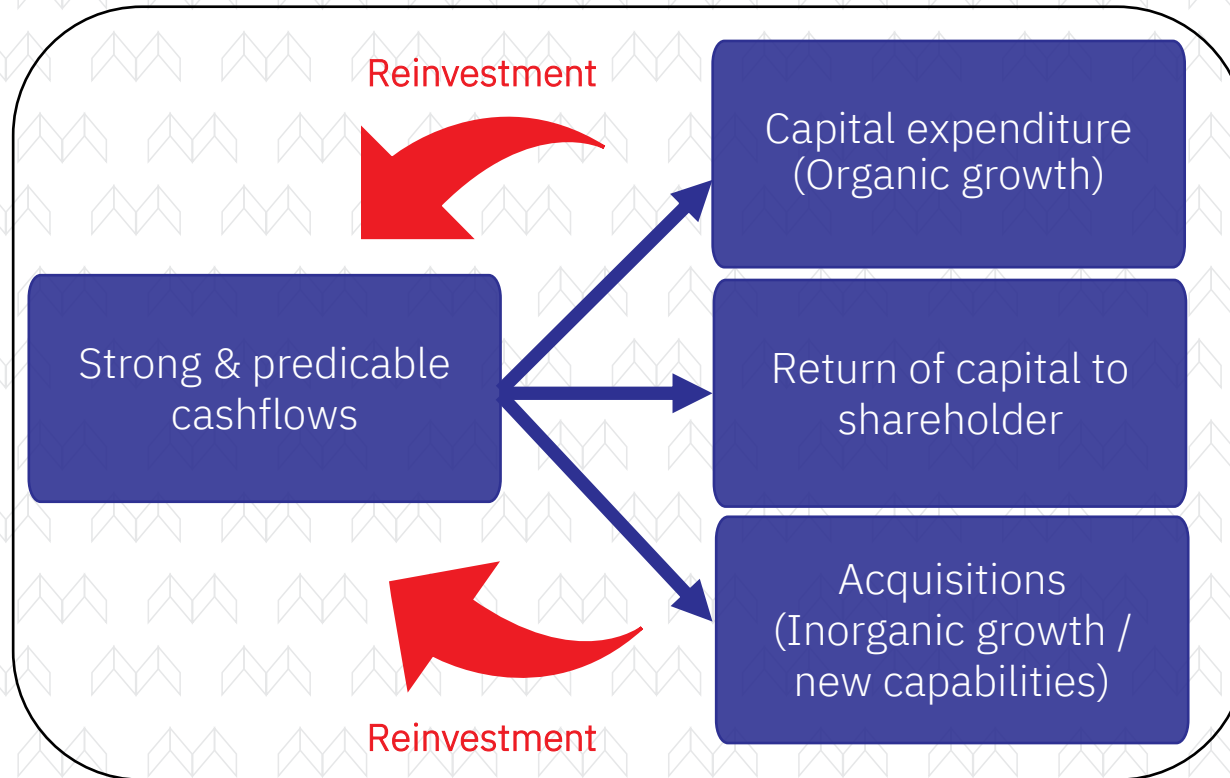 Reinvestment
Capital expenditure
(Organic growth)
Strong & predicable
cashflows
Return of capital to
shareholder
Acquisitions
(Inorganic growth /
new capabilities)
Reinvestment